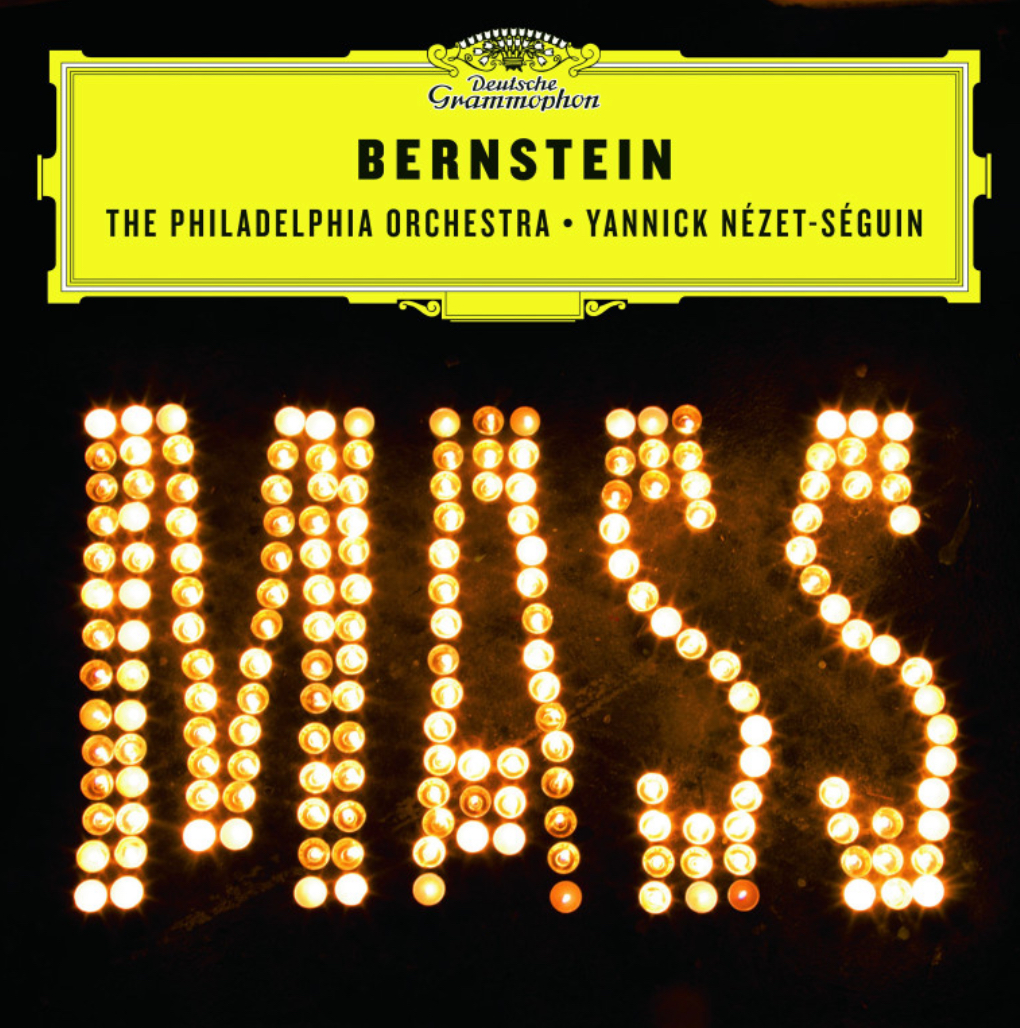 Deutsche
Grammophon
BERNSTEIN
THE PHILADELPHIA ORCHESTRA • YANNICK NÉZET-SÉGUIN
MASS